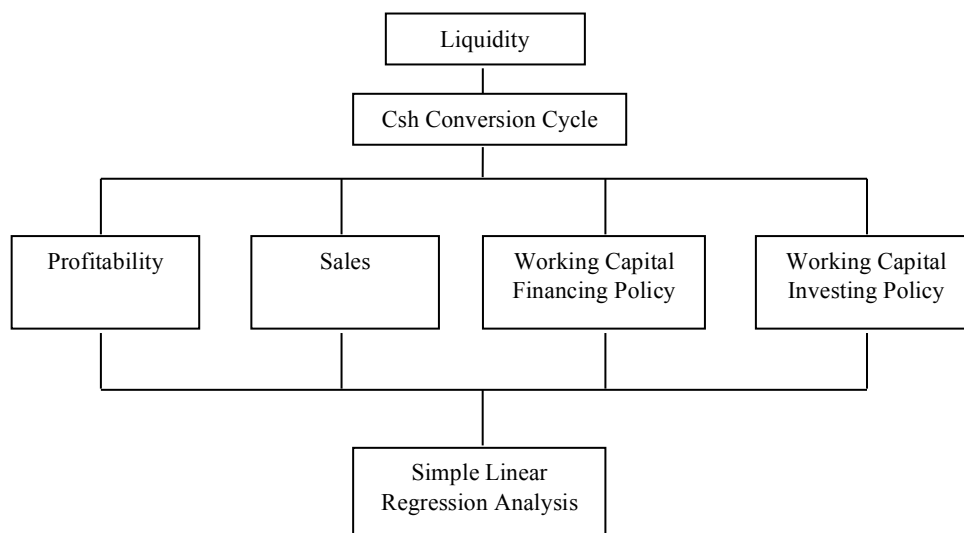 Liquidity
Csh Conversion Cycle
Profitability
Sales
Working Capital
Financing Policy
Working Capital
Investing Policy
Simple Linear
Regression Analysis